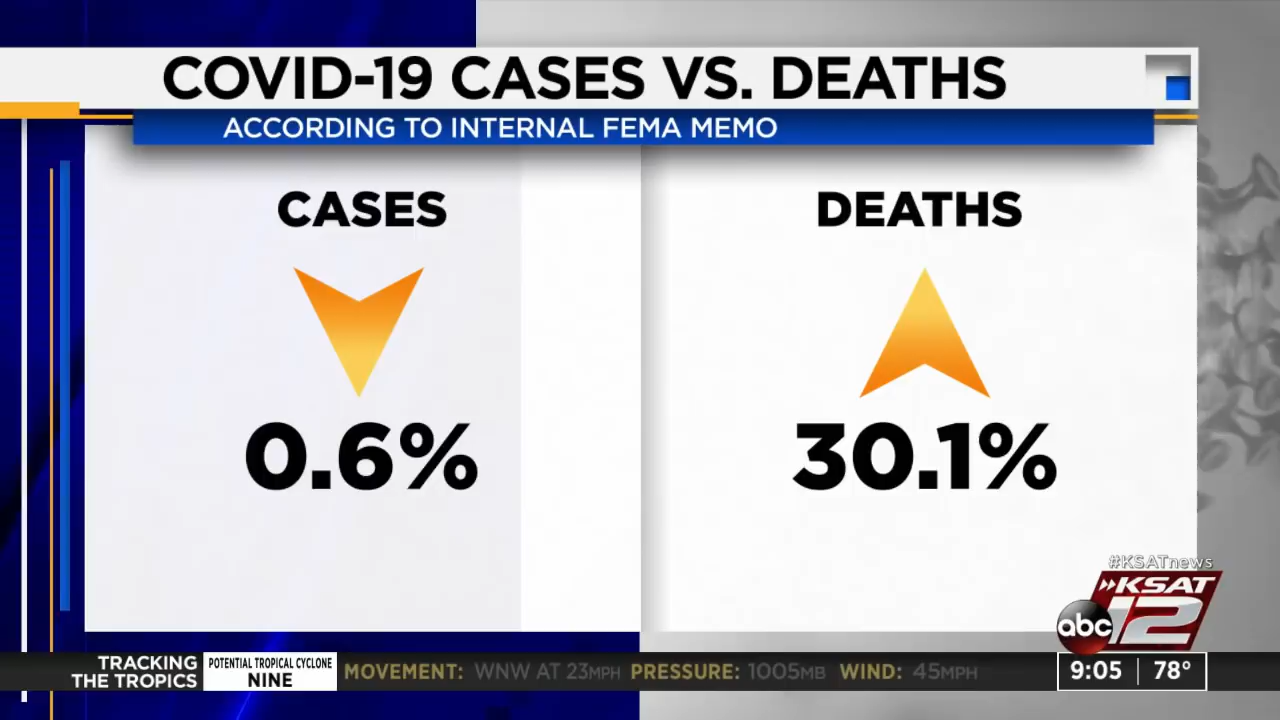 COVID-19 CASES VS. DEATHS
ACCORDING TO INTERNAL FEMA MEMO
CASES
DEATHS
0.6%
30.1%
#KSATnews
KSAT
abc 12
TRACKING THE TROPICS
POTENTIAL TROPICAL CYCLONE NINE
MOVEMENT: WNW AT 23MPH PRESSURE: 1005MB WIND: 45MPH
9:05 78°